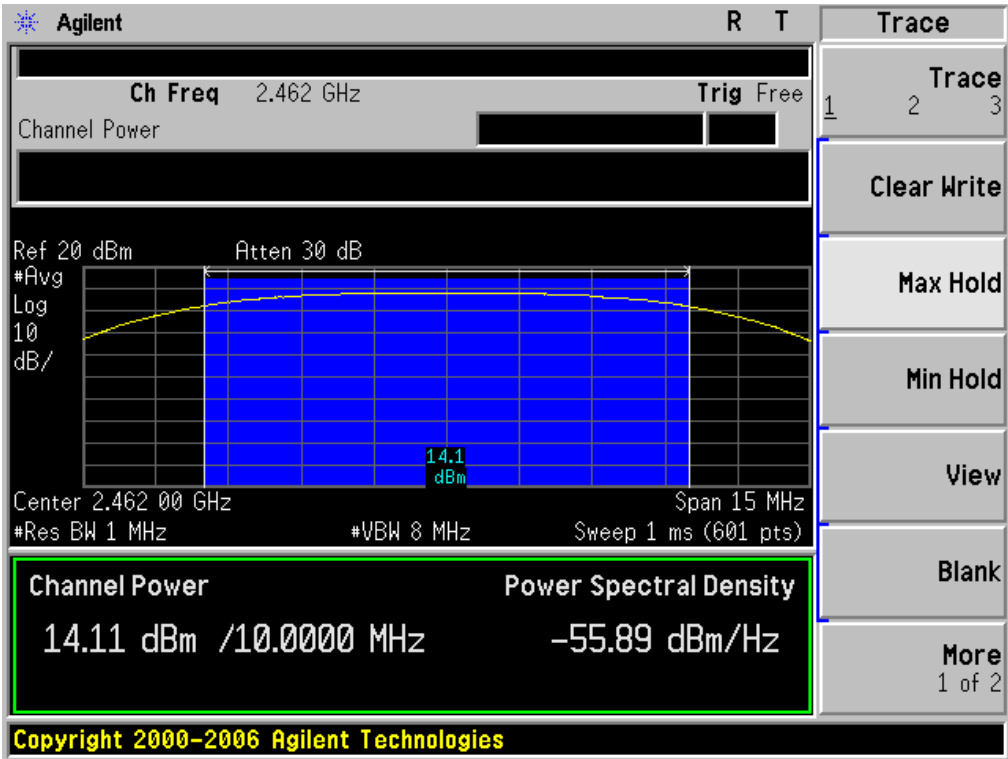 Agilent R T
Ch Freq 2.462 GHz Trig Free
Channel Power
Ref 20 dBm Atten 30 dB
#Avg
Log
10
dB/
14.1
dBm
Center 2.462 00 GHz Span 15 MHz
#Res BW 1 MHz #VBW 8 MHz Sweep 1 ms (601 pts)
Channel Power Power Spectral Density
14.11 dBm /10.0000 MHz -55.89 dBm/Hz
Copyright 2000-2006 Agilent Technologies
Trace
Trace
1 2 3
Clear Write
Max Hold
Min Hold
View
Blank
More
1 of 2